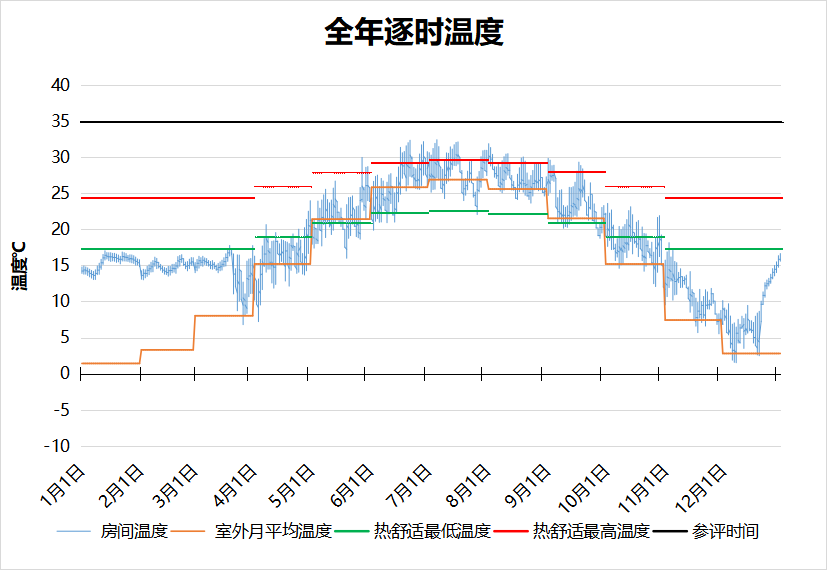 全年逐时温度
温度℃
40
35
30
25
20
15
10
5
0
-5
-10
1月1日
2月1日
3月1日
4月1日
5月1日
6月1日
7月1日
8月1日
9月1日
10月1日
11月1日
12月1日
房间温度 室外月平均温度 热舒适最低温度 热舒适最高温度 参评时间